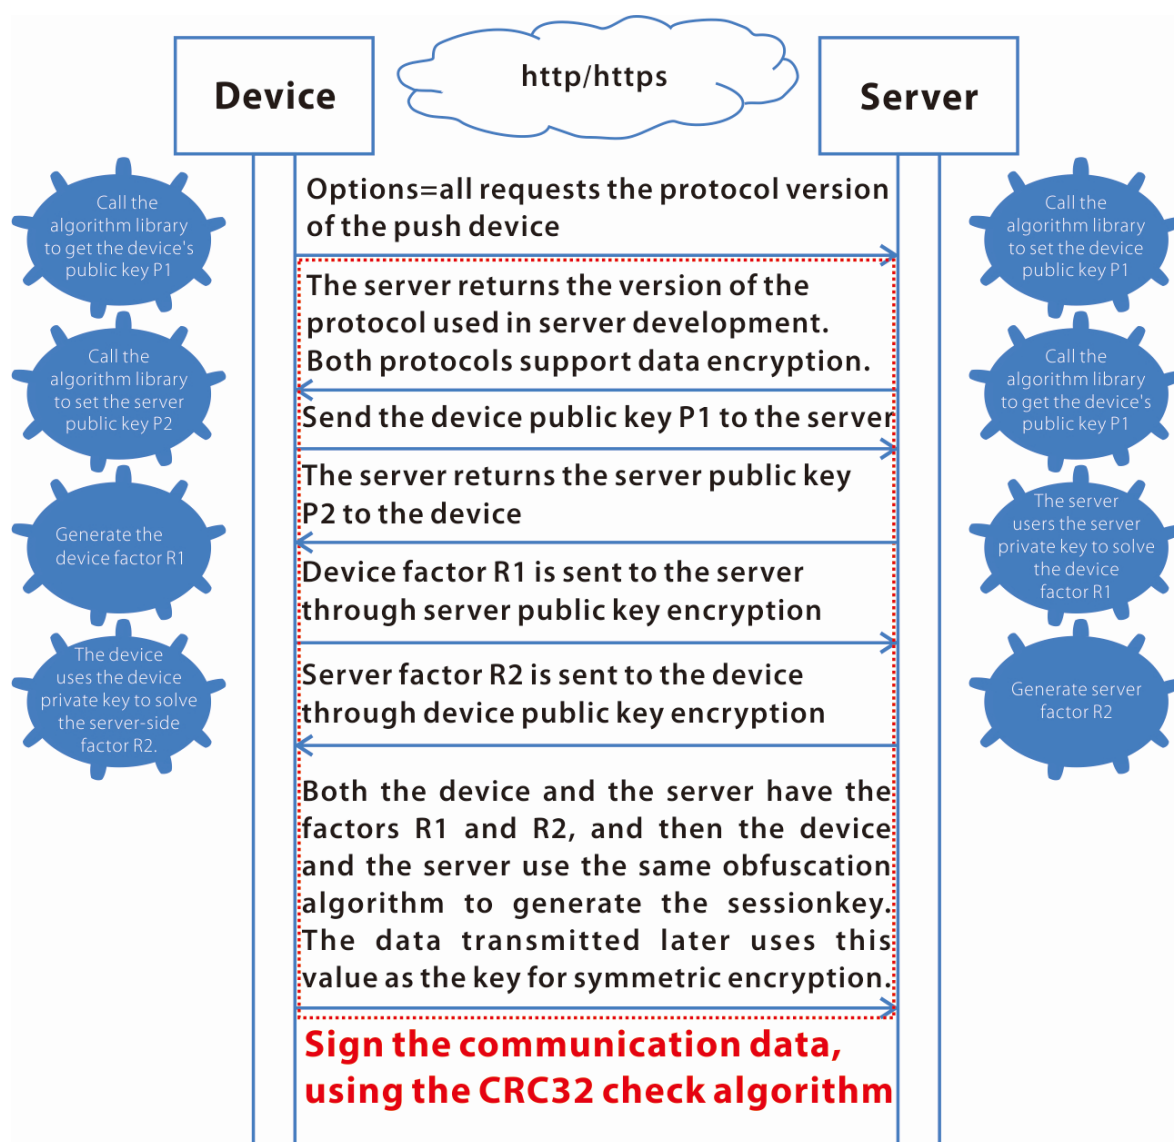 http/https
Device
Server
Options=all requests the protocol version
of the push device
The server returns the version of the
protocol used in server development.
Both protocols support data encryption.
Send the device public key P1 to the server
The server returns the server public key
P2 to the device
Device factor R1 is sent to the server
through server public key encryption
Server factor R2 is sent to the device
through device public key encryption
Both the device and the server have the
factors R1 and R2, and then the device
and the server use the same obfuscation
algorithm to generate the sessionkey.
The data transmitted later uses this
value as the key for symmetric encryption.
Sign the communication data,
using the CRC32 check algorithm
Call the
algorithm library
to get the device's
public key P1
Call the
algorithm library
to set the server
public key P2
Generate the
device factor R1
The device
uses the device
private key to solve
the server-side
factor R2.
Call the
algorithm library
to set the device
public key P1
Call the
algorithm library
to get the device's
public key P1
The server
users the server
private key to solve
the device
factor R1
Generate server
factor R2